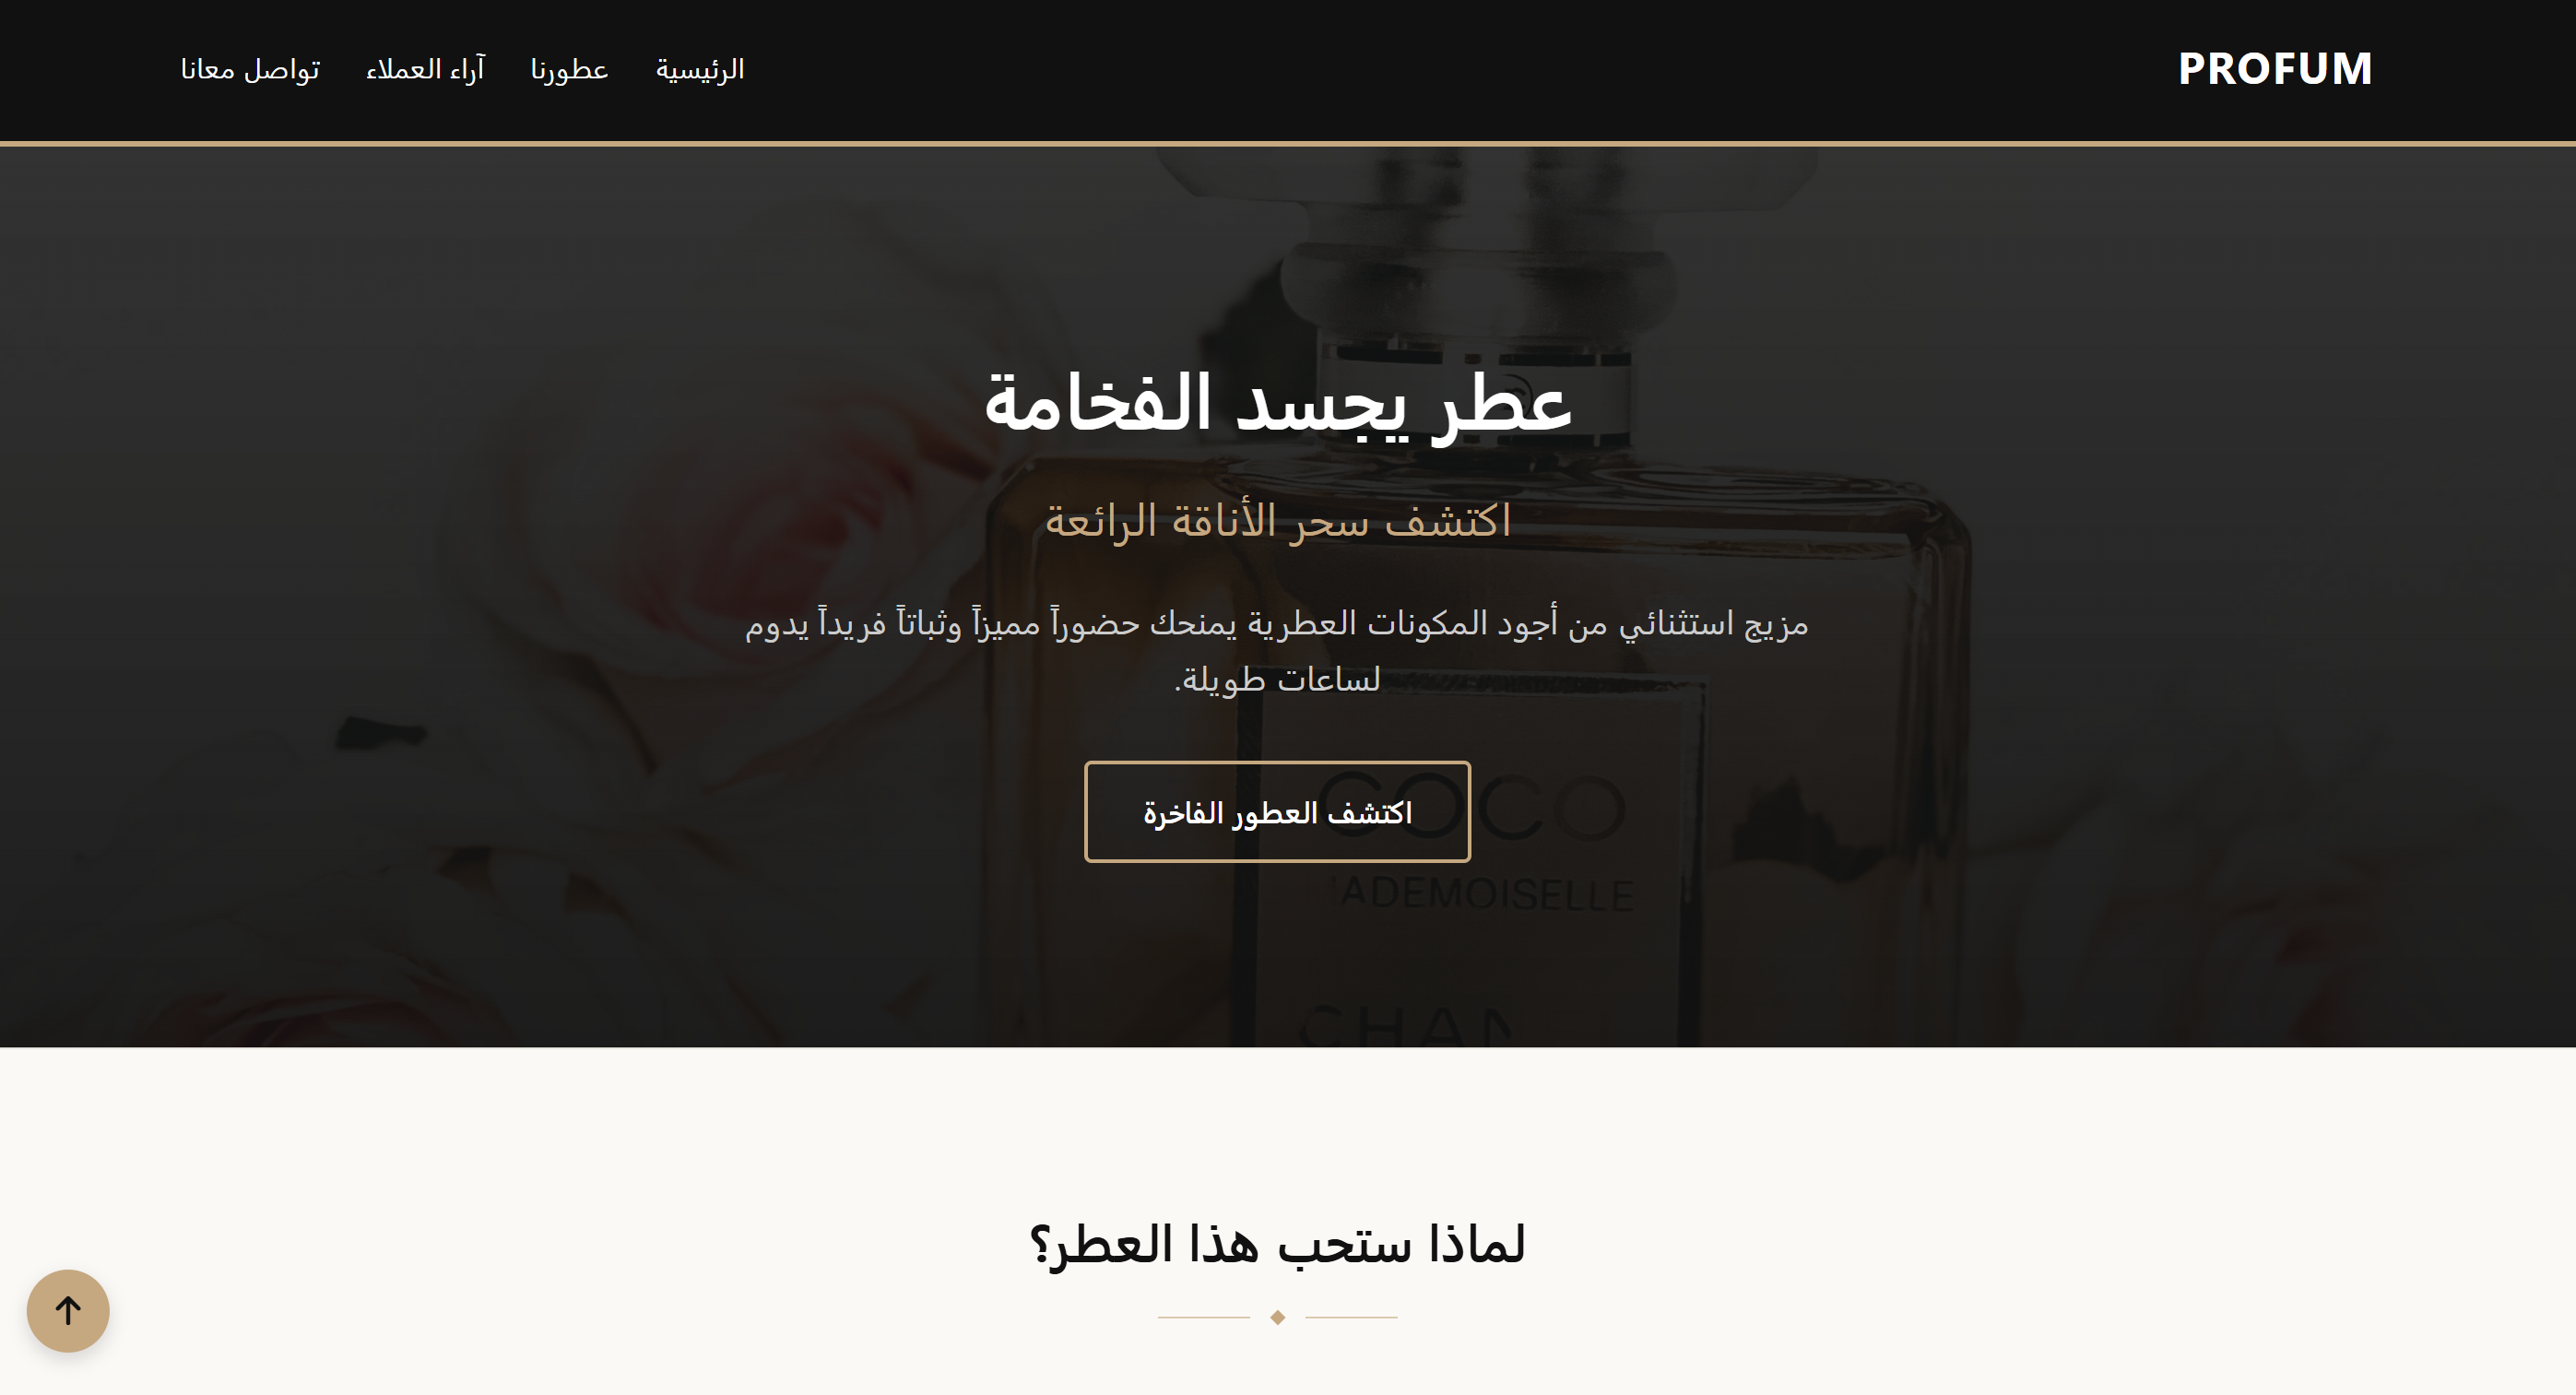 PROFUM
الرئيسية
عطورنا
آراء العملاء
تواصل معانا
عطر يجسد الفخامة
اكتشف سحر الأناقة الرائعة
مزيج استثنائي من أجود المكونات العطرية يمنحك حضوراً مميزاً وثباتاً فريداً يدوم
لساعات طويلة.
اكتشف العطور الفاخرة
COCO
MADEMOISELLE
لماذا ستحب هذا العطر؟